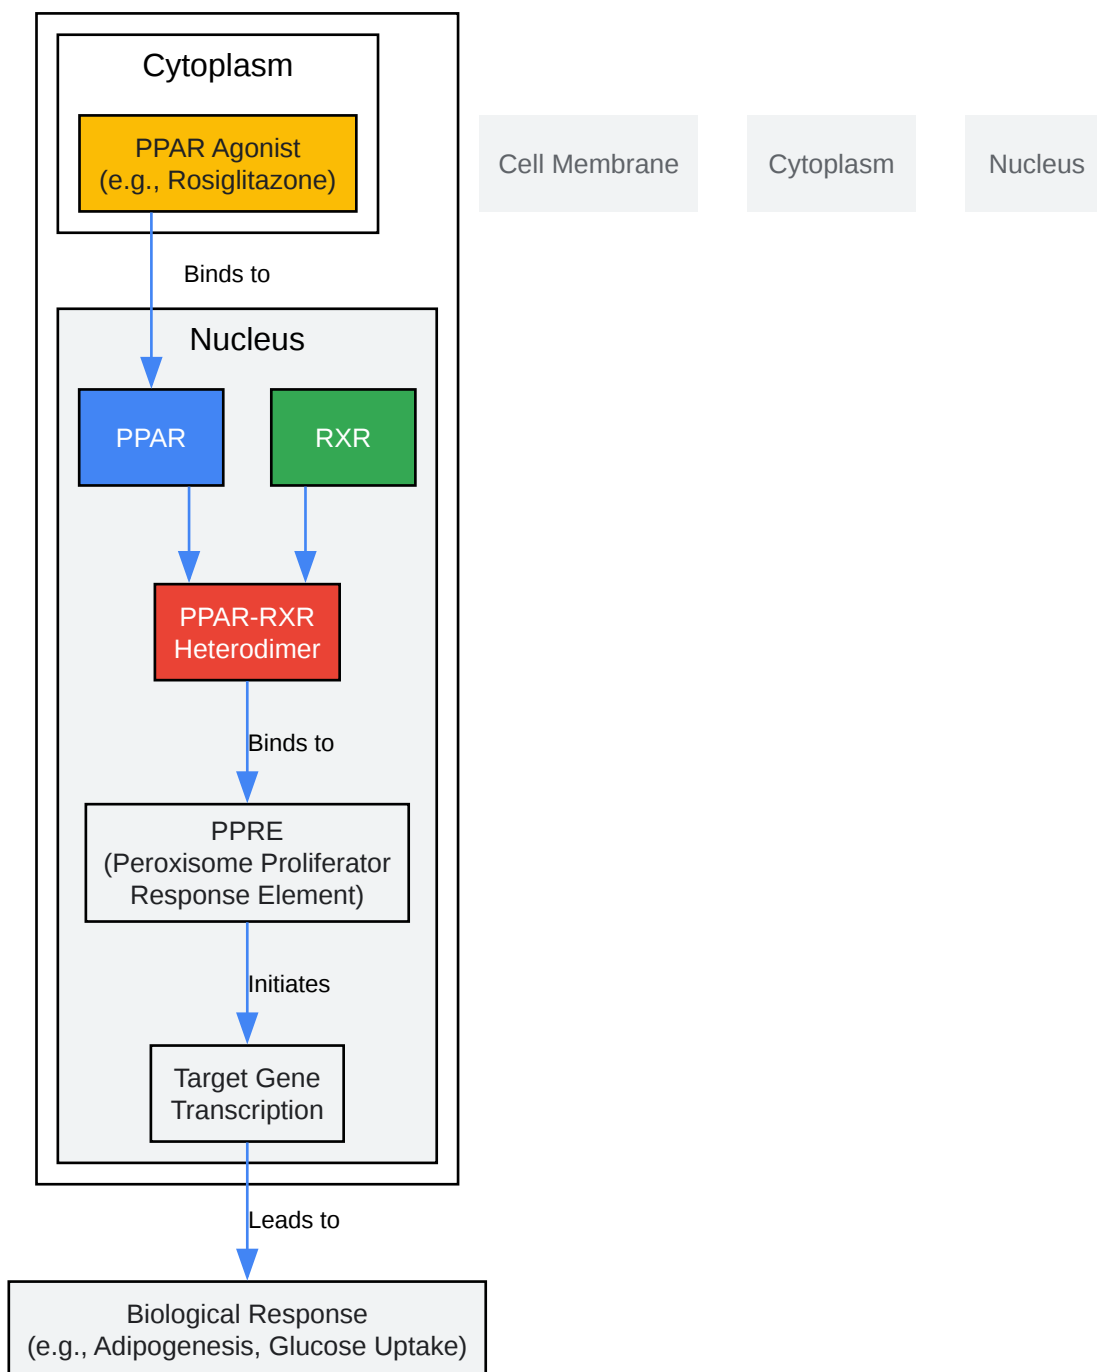 Cytoplasm
PPAR Agonist
(e.g., Rosiglitazone)
Cell Membrane
Cytoplasm
Nucleus
Binds to
Nucleus
PPAR
RXR
PPAR-RXR
Heterodimer
Binds to
PPRE
(Peroxisome Proliferator
Response Element)
Initiates
Target Gene
Transcription
Leads to
Biological Response
(e.g., Adipogenesis, Glucose Uptake)